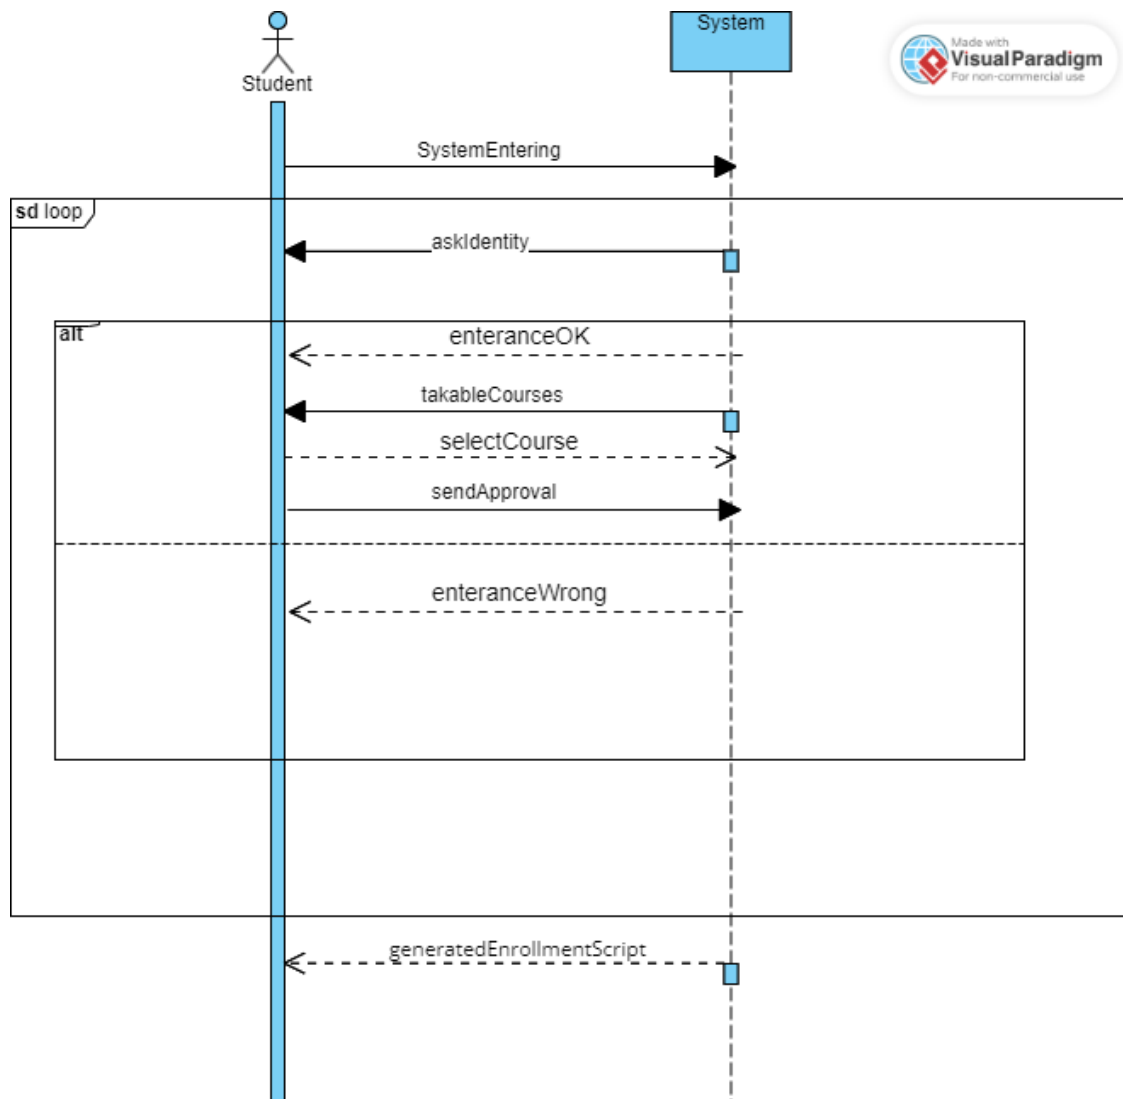 System
Made with
Visual Paradigm
For non-commercial use
Student
SystemEntering
sd loop
askIdentity
alt
enteranceOK
takableCourses
selectCourse
sendApproval
enteranceWrong
generatedEnrollmentScript